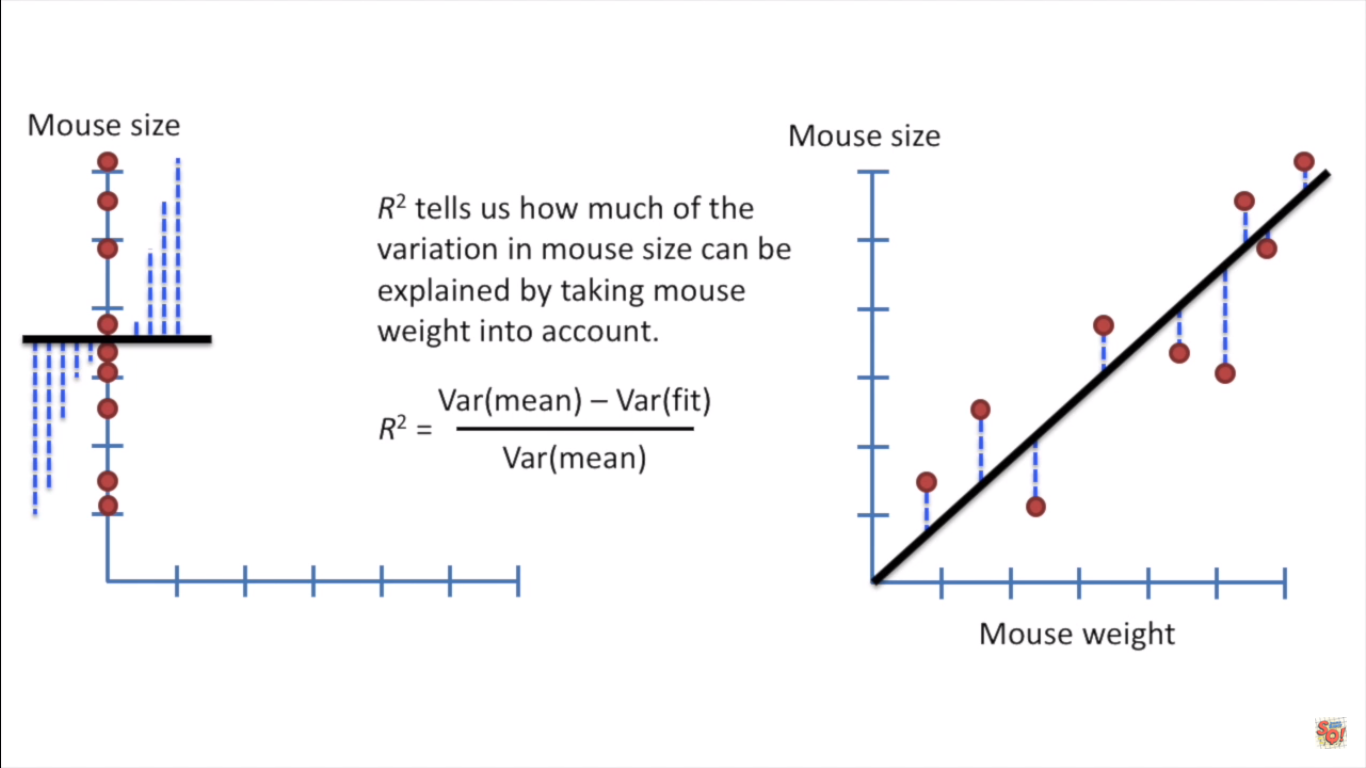 Mouse size
Mouse size
R² tells us how much of the
variation in mouse size can be
explained by taking mouse
weight into account.
Var(mean) – Var(fit)
R² =
Var(mean)
Mouse weight
SQ!